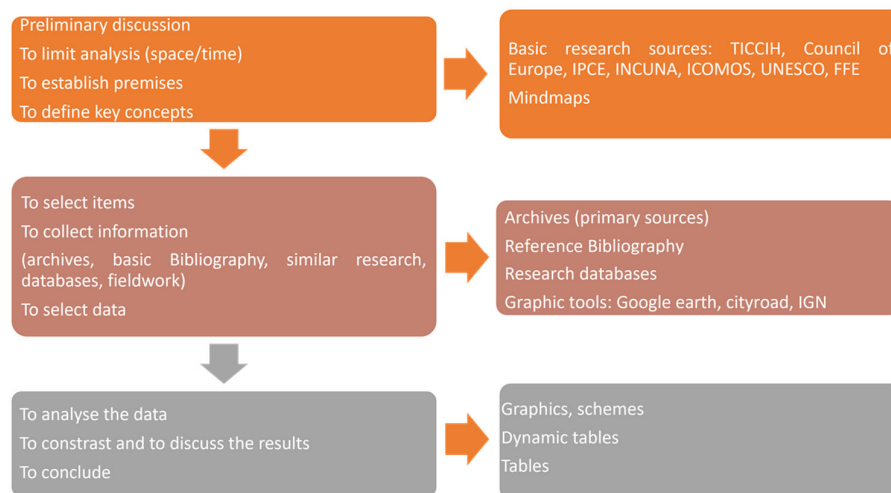 Preliminary discussion
To limit analysis (space/time)
To establish premises
To define key concepts
Basic research sources: TICCIH, Council of
Europe, IPCE, INCUNA, ICOMOS, UNESCO, FFE
Mindmaps
To select items
To collect information
(archives, basic Bibliography, similar research,
databases, fieldwork)
To select data
Archives (primary sources)
Reference Bibliography
Research databases
Graphic tools: Google earth, cityroad, IGN
To analyse the data
To constrast and to discuss the results
To conclude
Graphics, schemes
Dynamic tables
Tables